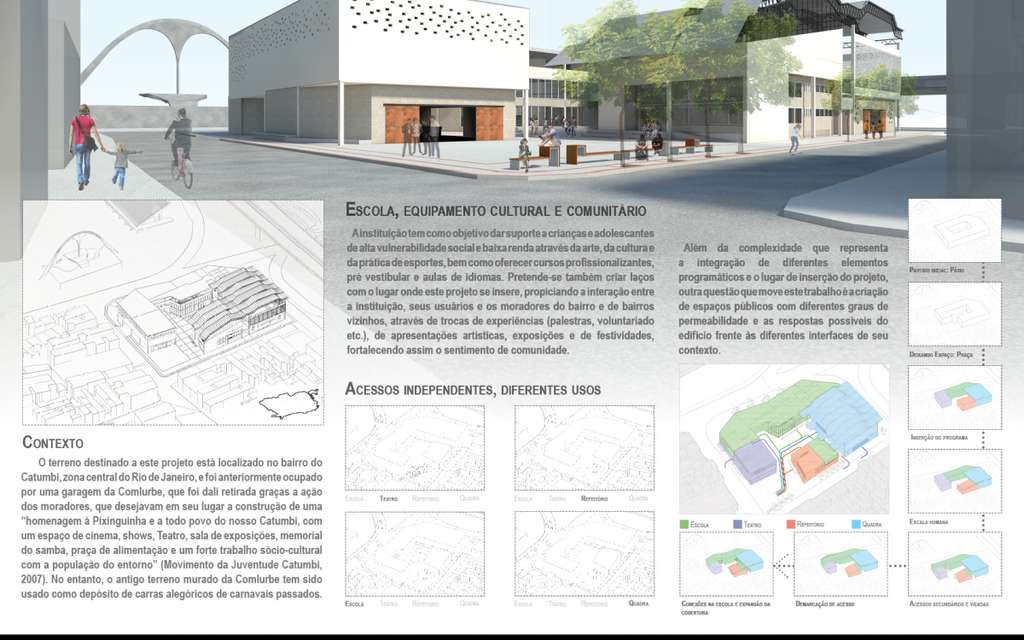 Escola, equipamento cultural e comunitário
A instituição tem como objetivo dar suporte a crianças e adolescantes
de alta vulnerabilidade social e baixa renda através da arte, da cultura e
da prática de esportes, bem como oferecer cursos profissionalizantes,
pré vestibular e aulas de idiomas. Pretende-se também criar laços
com o lugar onde este projeto se insere, propiciando a interação entre
a instituição, seus usuários e os moradores do bairro e de bairros
vizinhos, através de trocas de experiências (palestras, voluntariado
etc.), de apresentações artísticas, exposições e de festividades,
fortalecendo assim o sentimento de comunidade.
Além da complexidade que representa
a integração de diferentes elementos
programáticos e o lugar de inserção do projeto,
outra questão que move este trabalho é a criação
de espaços públicos com diferentes graus de
permeabilidade e as respostas possíveis do
edifício frente às diferentes interfaces de seu
contexto.
Partido inicial: Pátio
Deixando Espaço: Praça
Inserção do programa
Escala humana
Acessos secundários e visadas
Demarcação de acesso
Conexões na escola e expansão da
cobertura
Acessos independentes, diferentes usos
Escola Teatro Refeitório Quadra
Escola Teatro Refeitório Quadra
Escola Teatro Refeitório Quadra
Escola Teatro Refeitório Quadra
Escola Teatro Refeitório Quadra
Contexto
O terreno destinado a este projeto está localizado no bairro do
Catumbi, zona central do Rio de Janeiro, e foi anteriormente ocupado
por uma garagem da Comlurbe, que foi dali retirada graças a ação
dos moradores, que desejavam em seu lugar a construção de uma
“homenagem à Pixinguinha e a todo povo do nosso Catumbi, com
um espaço de cinema, shows, Teatro, sala de exposições, memorial
do samba, praça de alimentação e um forte trabalho sócio-cultural
com a população do entorno” (Movimento da Juventude Catumbi,
2007). No entanto, o antigo terreno murado da Comlurbe tem sido
usado como depósito de carras alegóricos de carnavais passados.